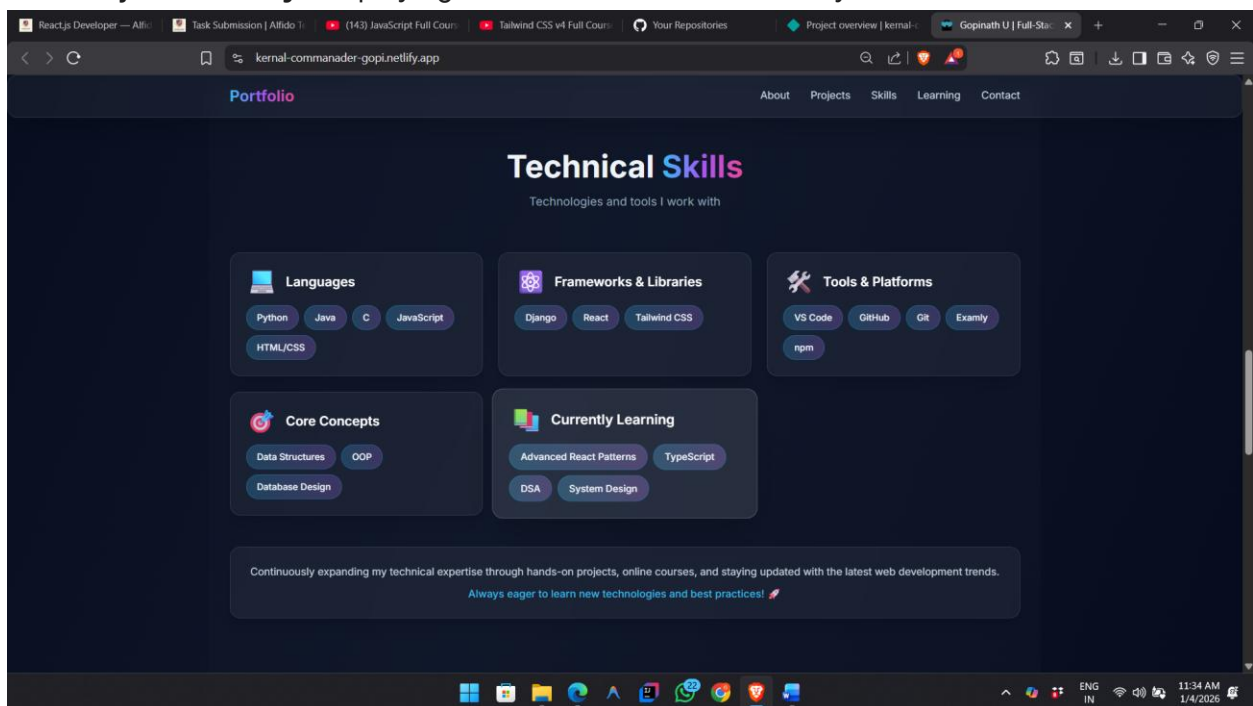 React.js Developer — Alfid
Task Submission | Alfido Te
(143) JavaScript Full Cours
Tailwind CSS v4 Full Cours
Your Repositories
Project overview | kernal-c
Gopinath U | Full-Stac
kernal-commanader-gopi.netlify.app
Portfolio
About Projects Skills Learning Contact
Technical Skills
Technologies and tools I work with
Languages
Python Java C JavaScript
HTML/CSS
Frameworks & Libraries
Django React Tailwind CSS
Tools & Platforms
VS Code GitHub Git Examly
npm
Core Concepts
Data Structures OOP
Database Design
Currently Learning
Advanced React Patterns TypeScript
DSA System Design
Continuously expanding my technical expertise through hands-on projects, online courses, and staying updated with the latest web development trends.
Always eager to learn new technologies and best practices! 🚀
22
ENG
IN
11:34 AM
1/4/2026